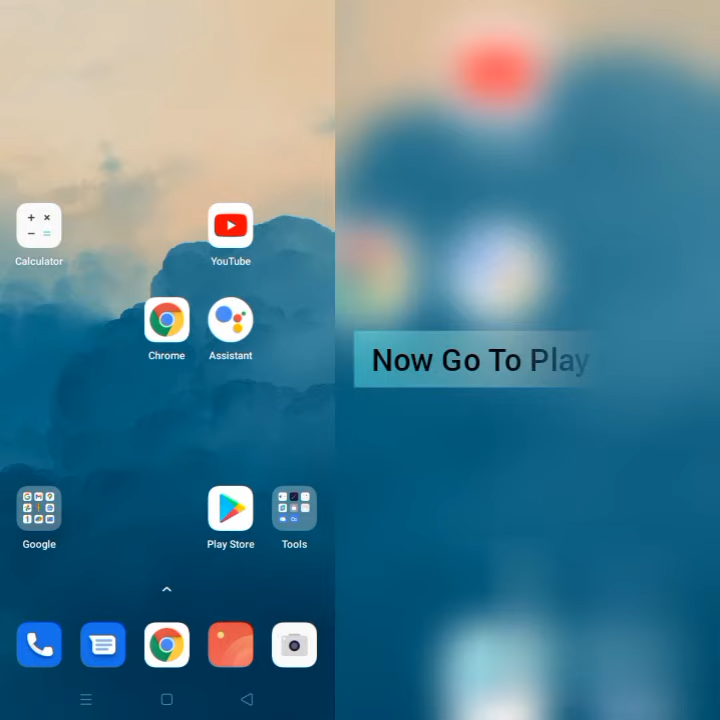 Calculator
YouTube
Chrome
Assistant
Now Go To Play
Google
Play Store
Tools